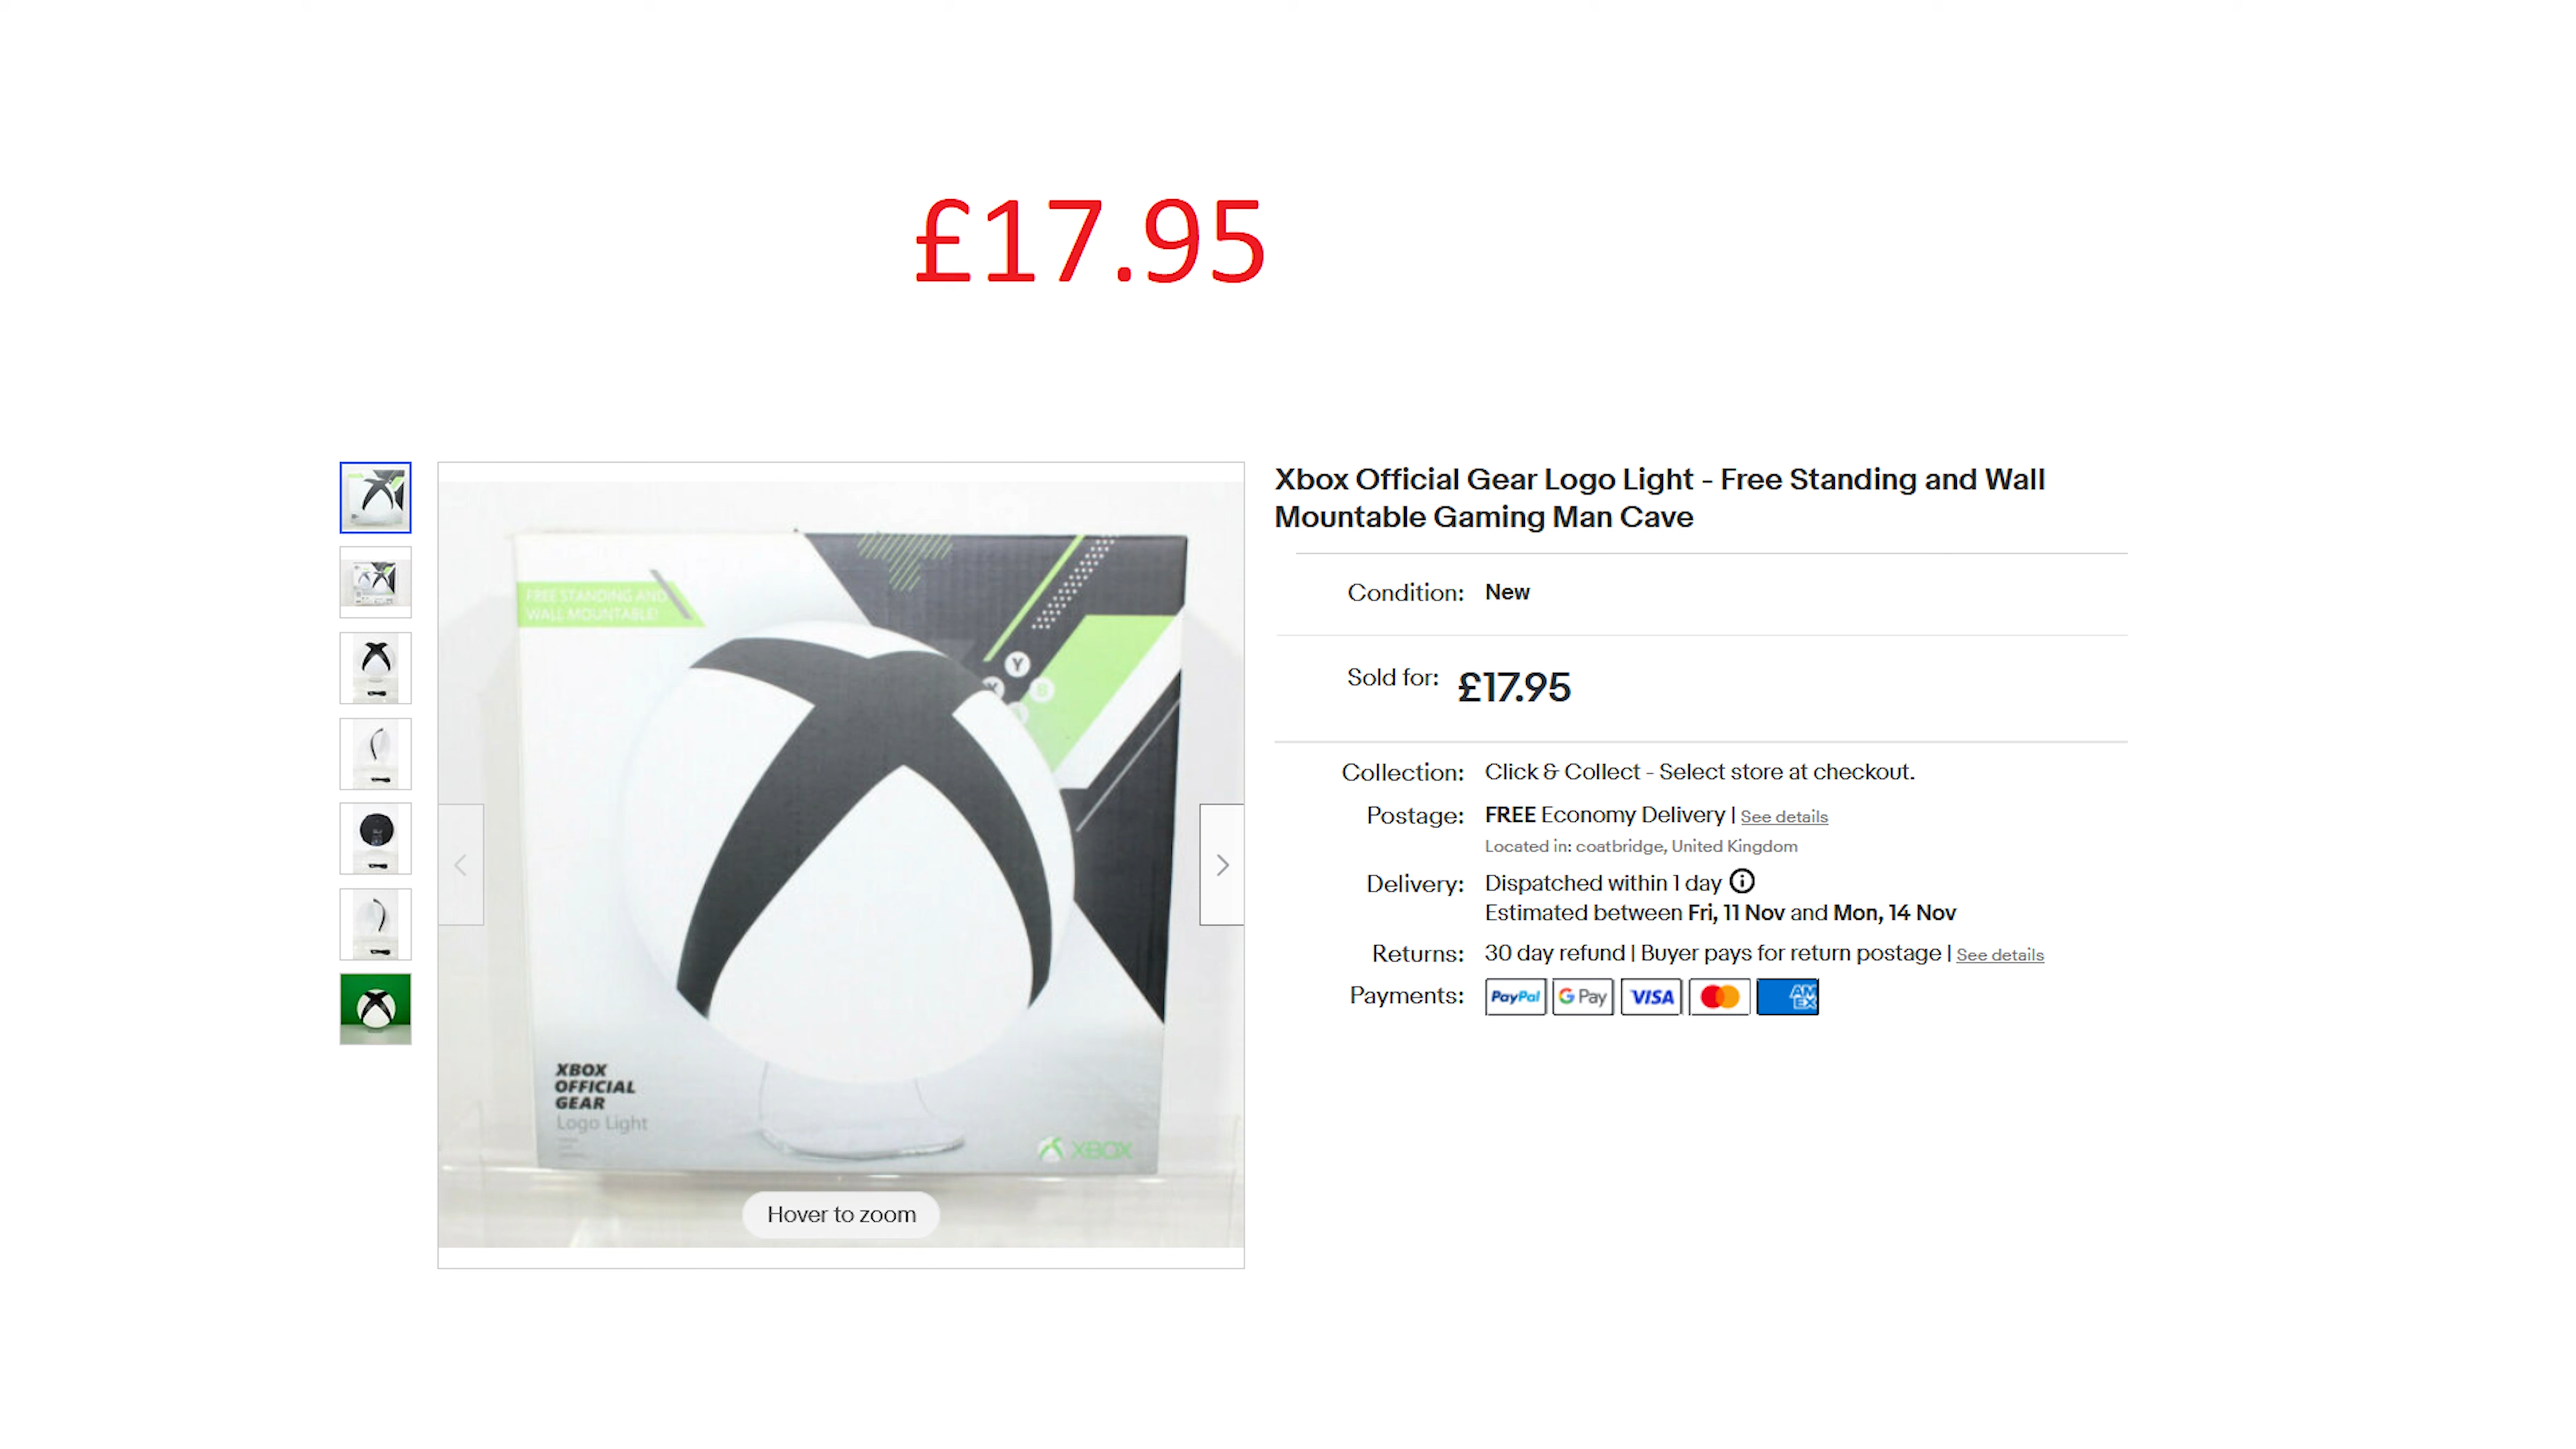 £17.95
FREE STANDING AND
WALL MOUNTABLE!
Y
X
B
XBOX
OFFICIAL
GEAR
Logo Light
XBOX
Hover to zoom
Xbox Official Gear Logo Light - Free Standing and Wall
Mountable Gaming Man Cave
Condition: New
Sold for: £17.95
Collection: Click & Collect - Select store at checkout.
Postage: FREE Economy Delivery | See details
Located in: coatbridge, United Kingdom
Delivery: Dispatched within 1 day
Estimated between Fri, 11 Nov and Mon, 14 Nov
Returns: 30 day refund | Buyer pays for return postage | See details
Payments: PayPal G Pay VISA AMEX